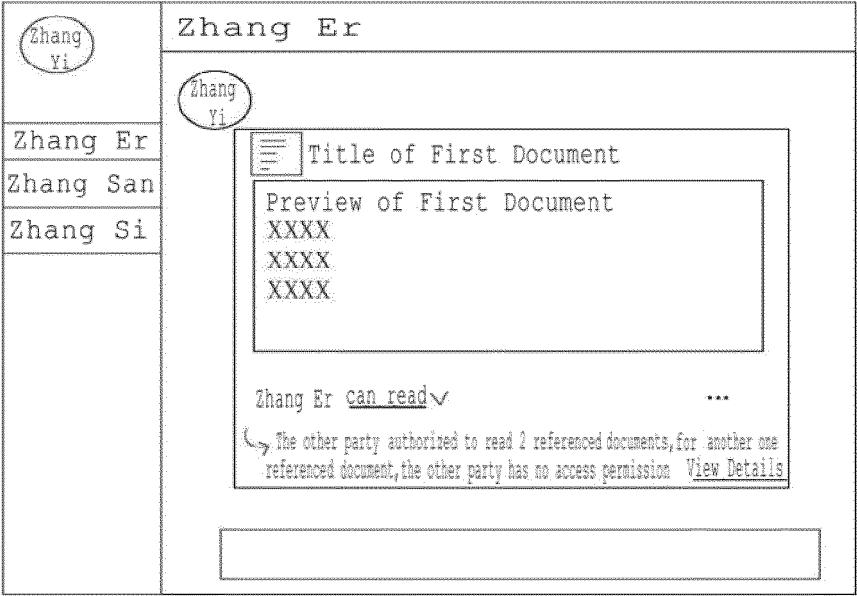 Zhang
Yi
Zhang Er
Zhang San
Zhang Si
Zhang Er
Zhang
Yi
Title of First Document
Preview of First Document
XXXX
XXXX
XXXX
Zhang Er can read
...
The other party authorized to read 2 referenced documents, for another one
referenced document, the other party has no access permission View Details